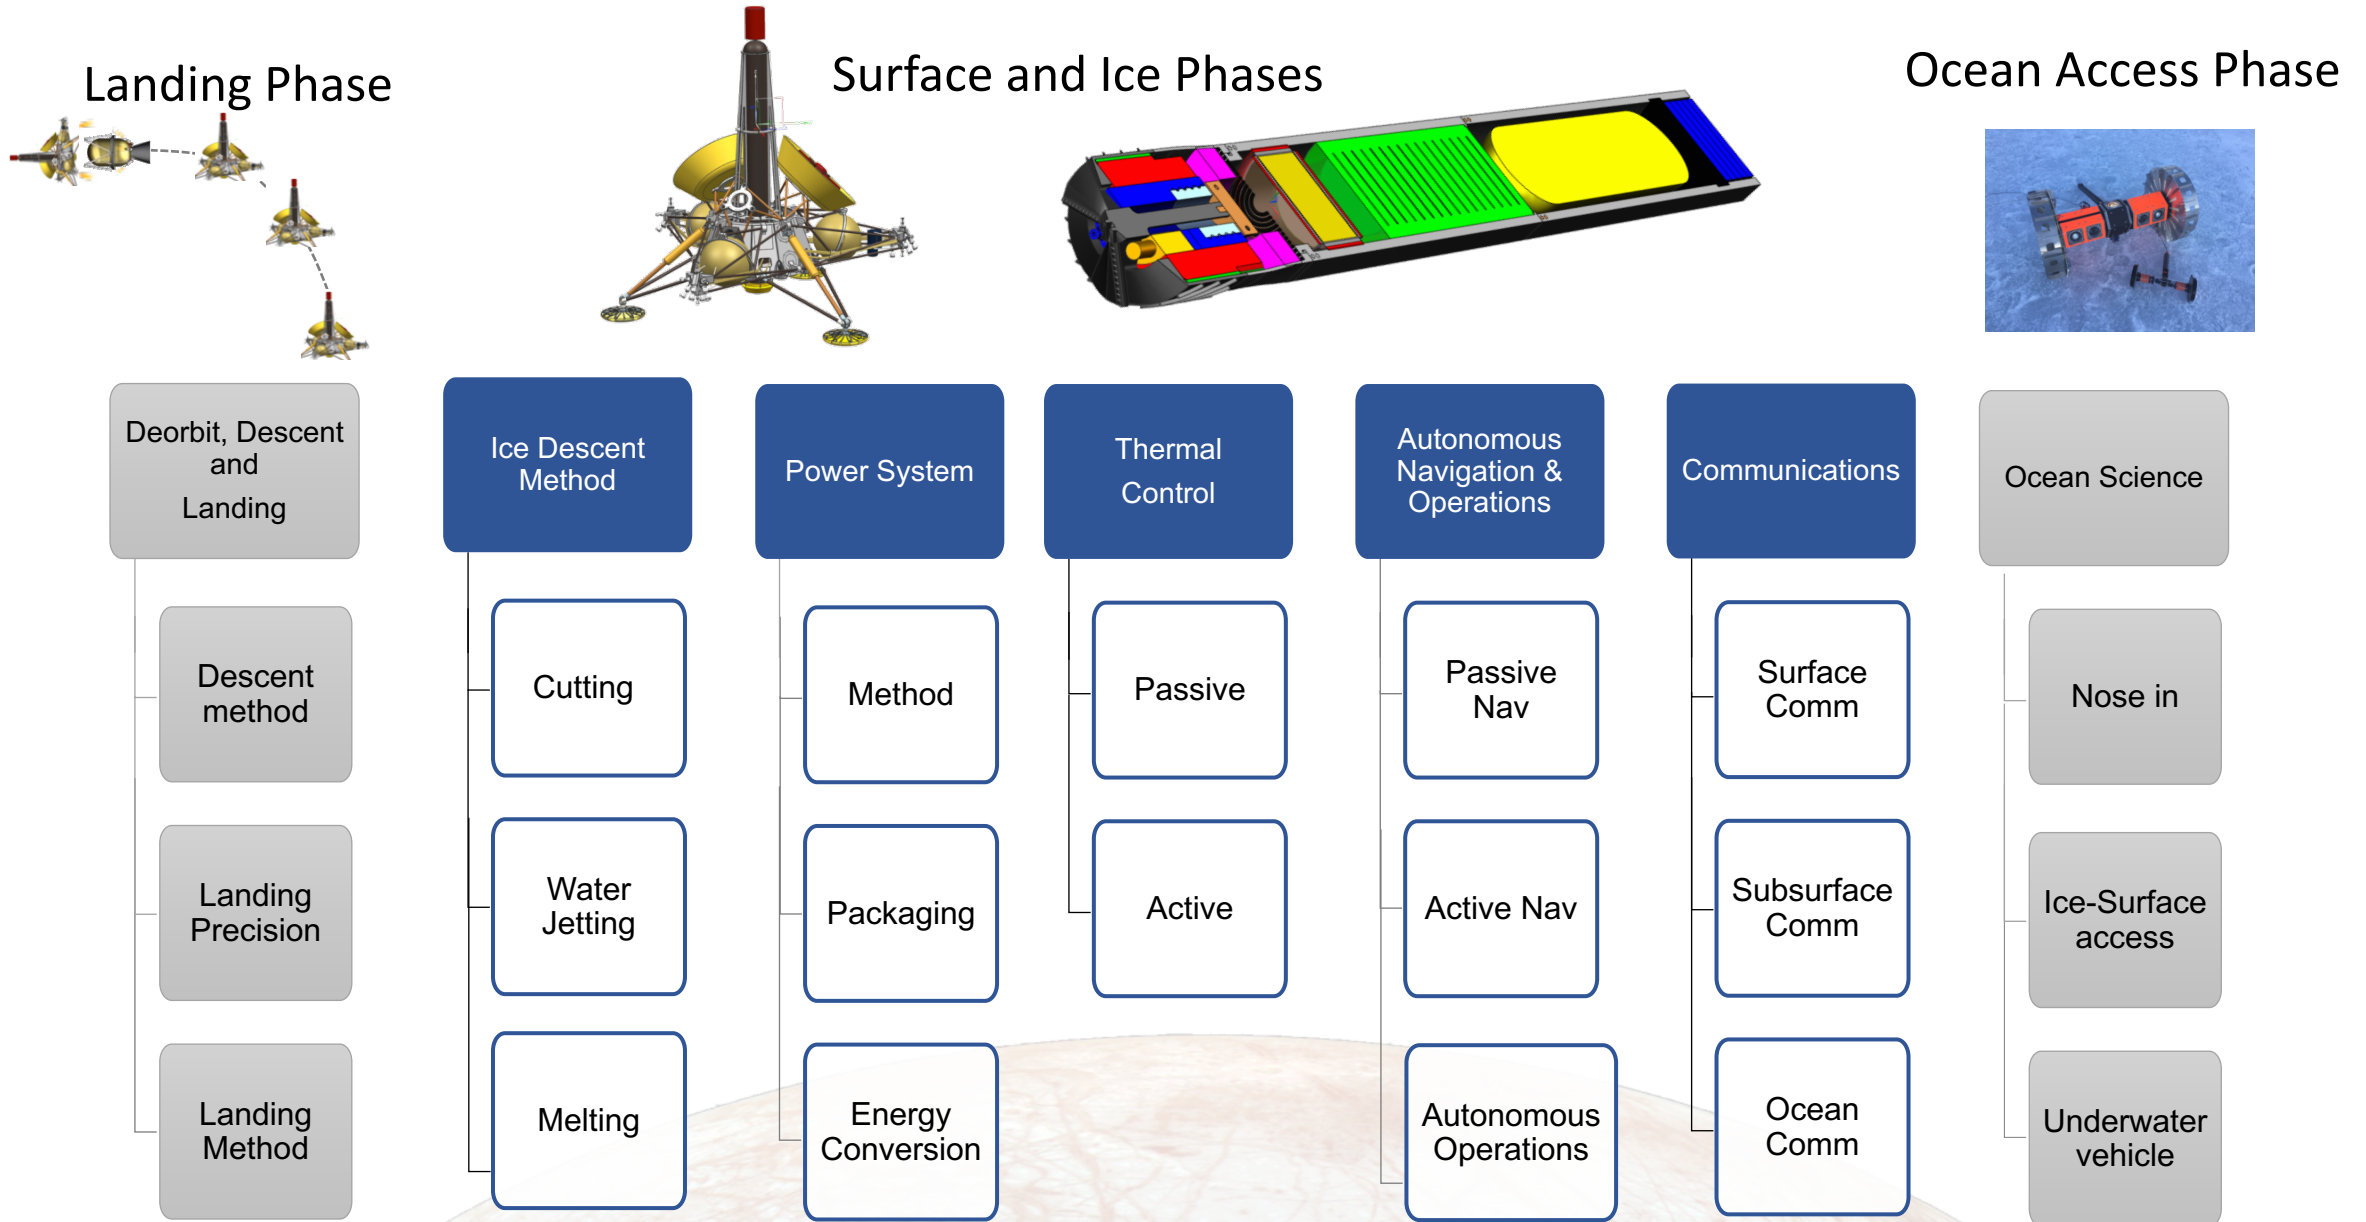 Landing Phase
Surface and Ice Phases
Ocean Access Phase
Deorbit, Descent
and
Landing
Descent
method
Landing
Precision
Landing
Method
Ice Descent
Method
Cutting
Water
Jetting
Melting
Power System
Method
Packaging
Energy
Conversion
Thermal
Control
Passive
Active
Autonomous
Navigation &
Operations
Passive
Nav
Active Nav
Autonomous
Operations
Communications
Surface
Comm
Subsurface
Comm
Ocean
Comm
Ocean Science
Nose in
Ice-Surface
access
Underwater
vehicle